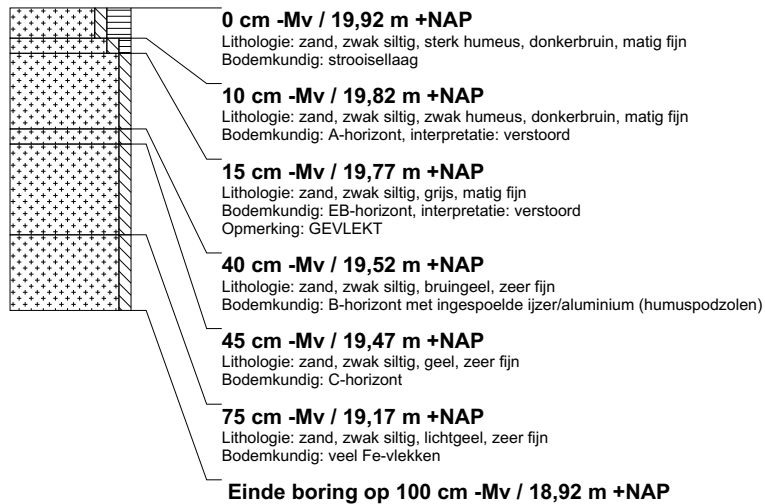 0 cm -Mv / 19,92 m +NAP
Lithologie: zand, zwak siltig, sterk humeus, donkerbruin, matig fijn
Bodemkundig: strooisellaag
10 cm -Mv / 19,82 m +NAP
Lithologie: zand, zwak siltig, zwak humeus, donkerbruin, matig fijn
Bodemkundig: A-horizont, interpretatie: verstoord
15 cm -Mv / 19,77 m +NAP
Lithologie: zand, zwak siltig, grijs, matig fijn
Bodemkundig: EB-horizont, interpretatie: verstoord
Opmerking: GEVLEKT
40 cm -Mv / 19,52 m +NAP
Lithologie: zand, zwak siltig, bruingeel, zeer fijn
Bodemkundig: B-horizont met ingespoelde ijzer/aluminium (humuspodzolen)
45 cm -Mv / 19,47 m +NAP
Lithologie: zand, zwak siltig, geel, zeer fijn
Bodemkundig: C-horizont
75 cm -Mv / 19,17 m +NAP
Lithologie: zand, zwak siltig, lichtgeel, zeer fijn
Bodemkundig: veel Fe-vlekken
Einde boring op 100 cm -Mv / 18,92 m +NAP